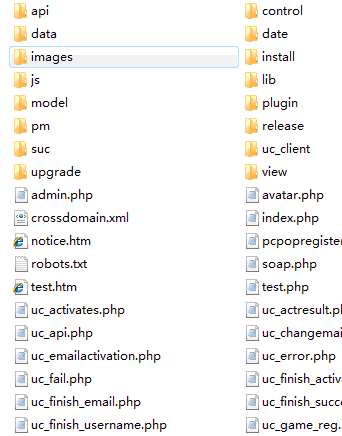 api
data
images
js
model
pm
suc
upgrade
admin.php
crossdomain.xml
notice.htm
robots.txt
test.htm
uc_activates.php
uc_api.php
uc_emailactivation.php
uc_fail.php
uc_finish_email.php
uc_finish_username.php
control
date
install
lib
plugin
release
uc_client
view
avatar.php
index.php
pcpopregister
soap.php
test.php
uc_actresult.p
uc_changemai
uc_error.php
uc_finish_activ
uc_finish_succ
uc_game_reg.